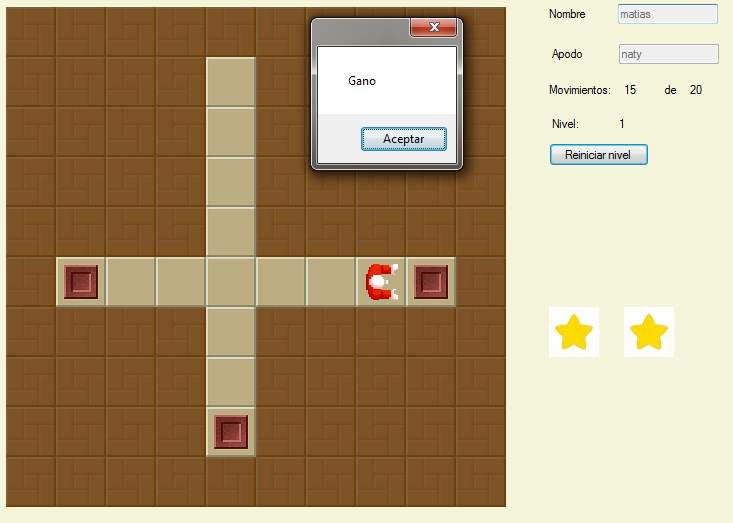 Gano
Aceptar
Nombre matias
Apodo naty
Movimientos: 15 de 20
Nivel: 1
Reiniciar nivel